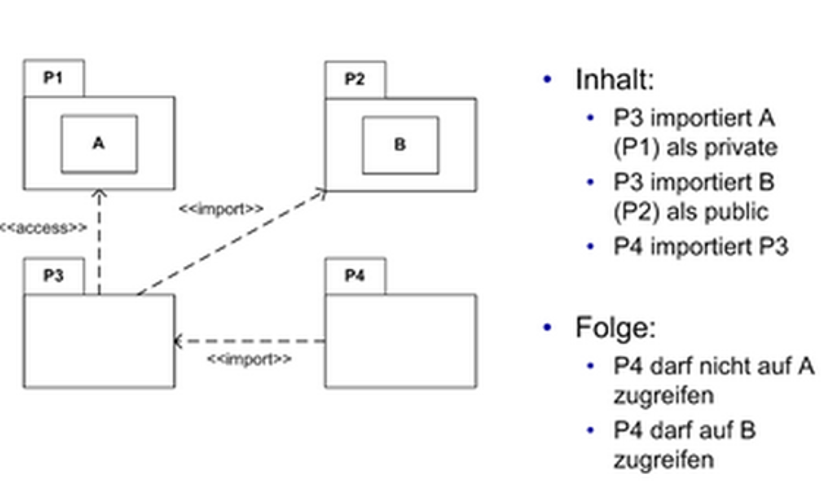 P1
A
P2
B
<<access>>
<<import>>
P3
P4
<<import>>
Inhalt:
P3 importiert A
(P1) als private
P3 importiert B
(P2) als public
P4 importiert P3
Folge:
P4 darf nicht auf A
zugreifen
P4 darf auf B
zugreifen